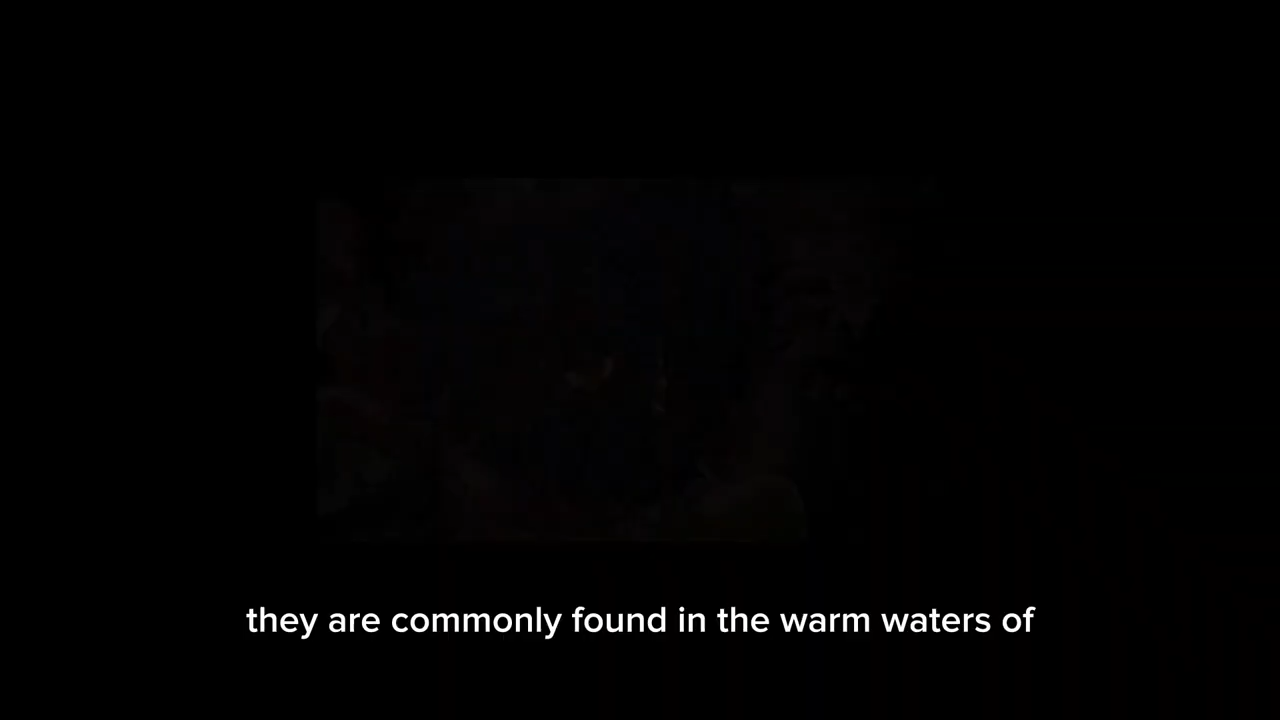 they are commonly found in the warm waters of